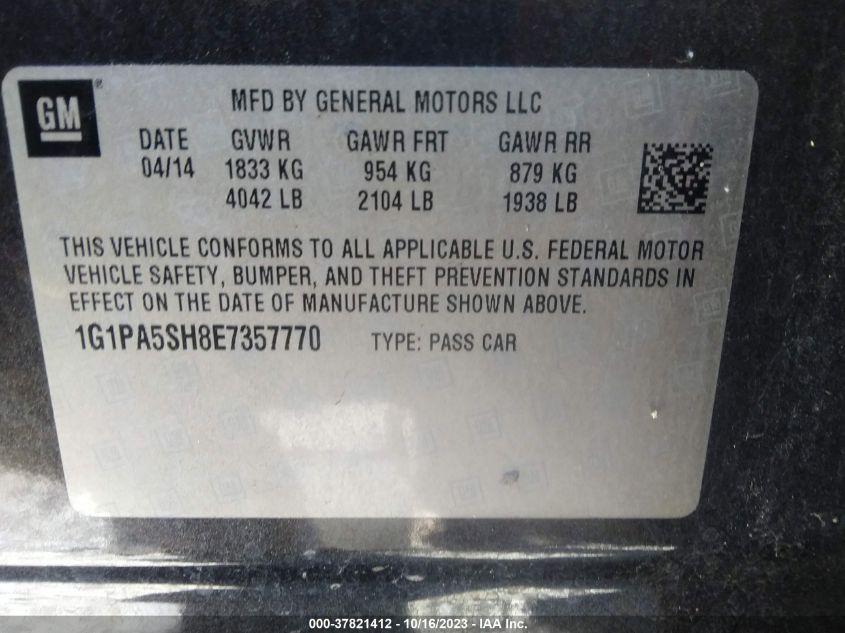 GM®
MFD BY GENERAL MOTORS LLC
DATE GVWR GAWR FRT GAWR RR
04/14 1833 KG 954 KG 879 KG
4042 LB 2104 LB 1938 LB
THIS VEHICLE CONFORMS TO ALL APPLICABLE U.S. FEDERAL MOTOR
VEHICLE SAFETY, BUMPER, AND THEFT PREVENTION STANDARDS IN
EFFECT ON THE DATE OF MANUFACTURE SHOWN ABOVE.
1G1PA5SH8E7357770 TYPE: PASS CAR
000-37821412 - 10/16/2023 - IAA Inc.